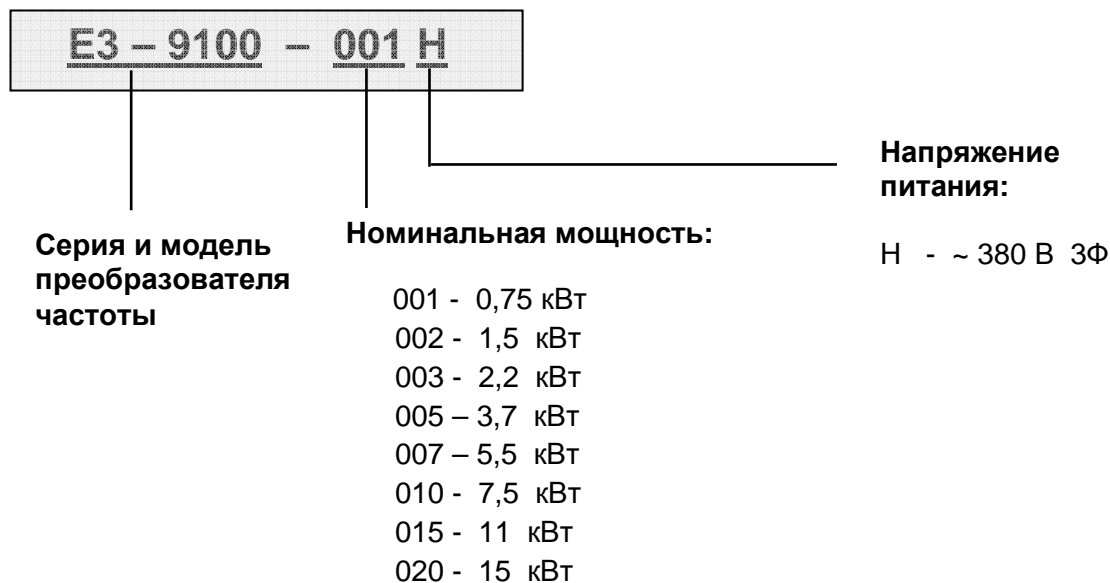 Е3 – 9100 – 001 Н
Напряжение
питания:
Н - ~ 380 В 3Ф
Серия и модель
преобразователя
частоты
Номинальная мощность:
001 - 0,75 кВт
002 - 1,5 кВт
003 - 2,2 кВт
005 – 3,7 кВт
007 – 5,5 кВт
010 - 7,5 кВт
015 - 11 кВт
020 - 15 кВт